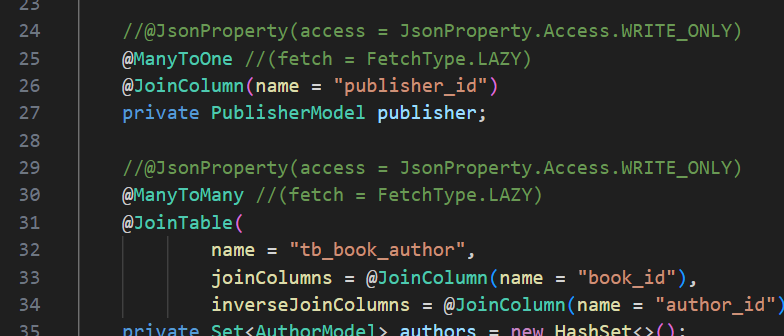 23
24 //@JsonProperty(access = JsonProperty.Access.WRITE_ONLY)
25 @ManyToOne //(fetch = FetchType.LAZY)
26 @JoinColumn(name = "publisher_id")
27 private PublisherModel publisher;
28
29 //@JsonProperty(access = JsonProperty.Access.WRITE_ONLY)
30 @ManyToMany //(fetch = FetchType.LAZY)
31 @JoinTable(
32 name = "tb_book_author",
33 joinColumns = @JoinColumn(name = "book_id"),
34 inverseJoinColumns = @JoinColumn(name = "author_id")
35 private Set<AuthorModel> authors = new HashSet<>();